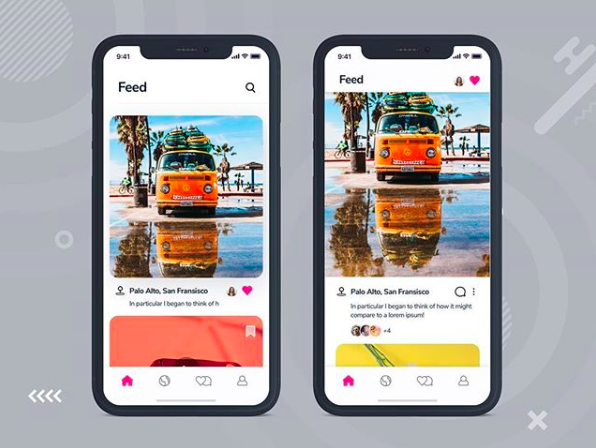 9:41
Feed
Palo Alto, San Fransisco
In particular I began to think of h
9:41
Feed
Palo Alto, San Fransisco
In particular I began to think of how it might
compare to a lorem ipsum!
+4